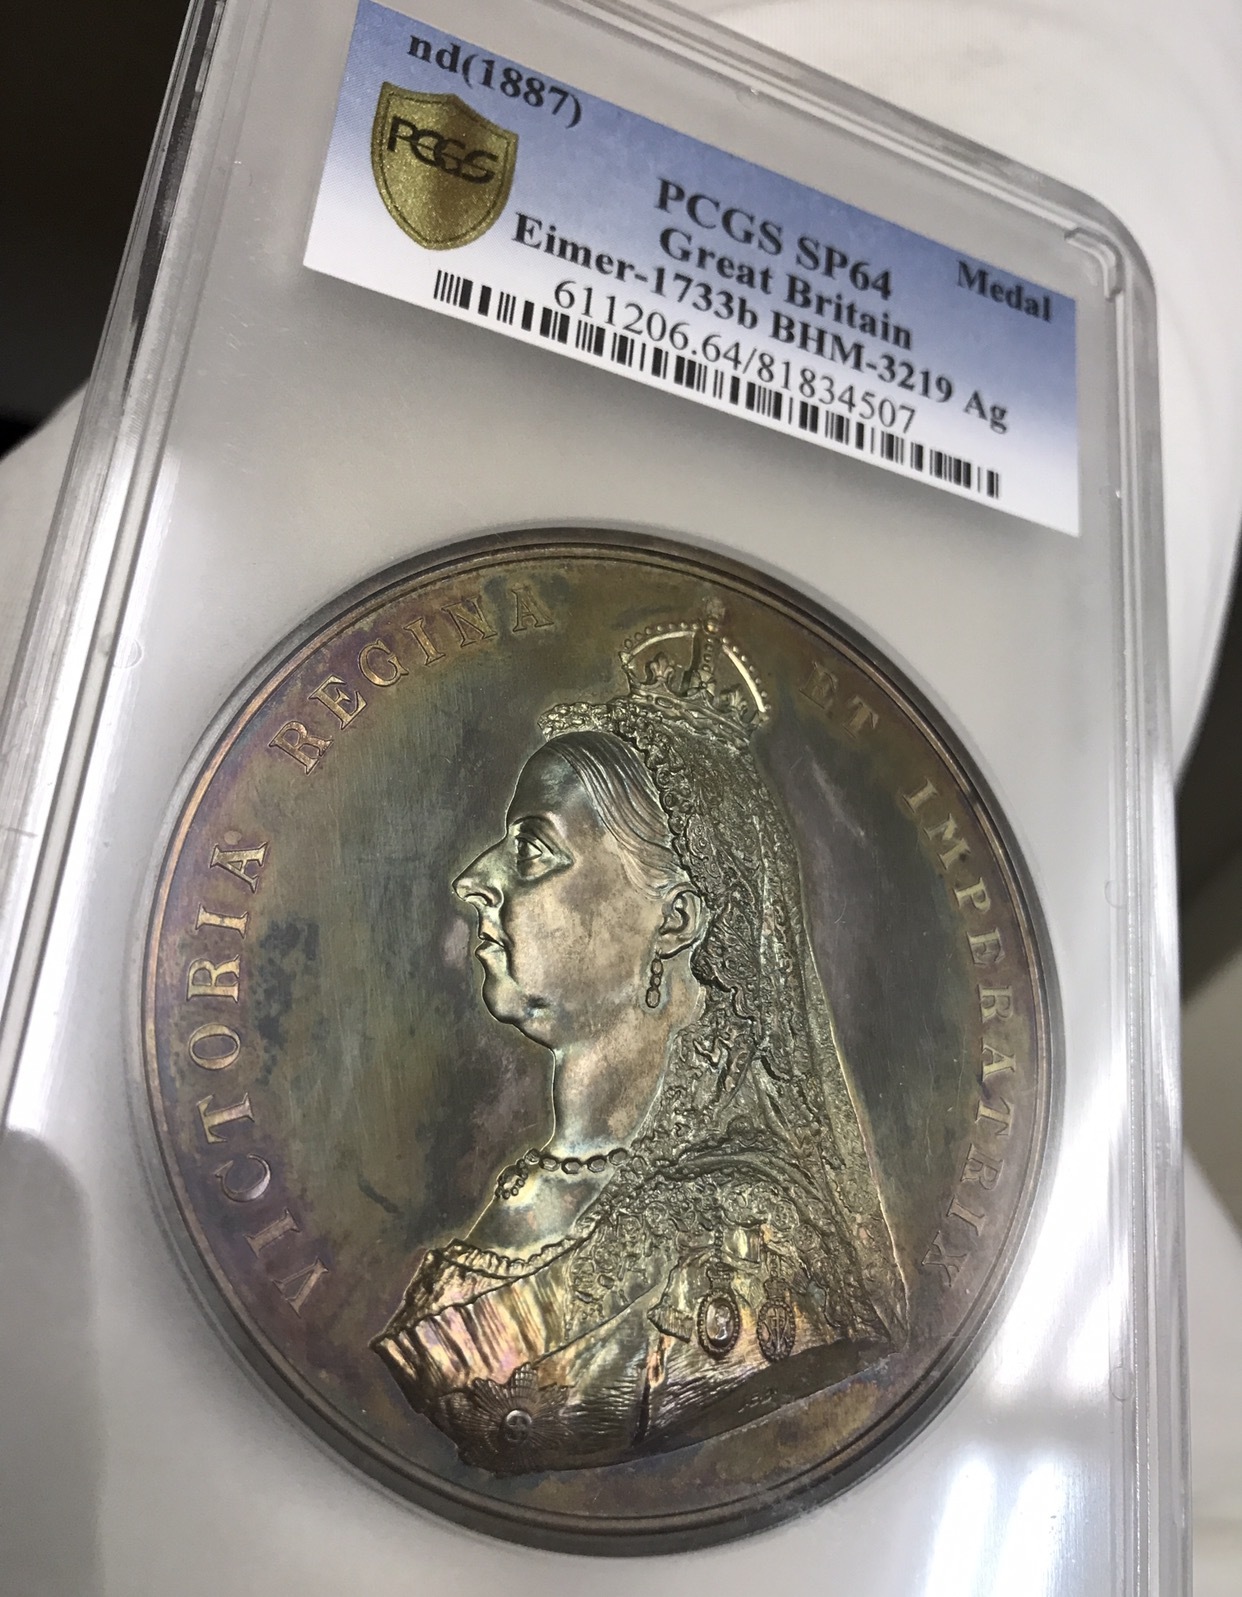 nd(1887)
PCGS
PCGS SP64
Medal
Great Britain
Eimer-1733b BHM-3219 Ag
611206.64/81834507
VICTORIA REGINA ET IMPERATRIX